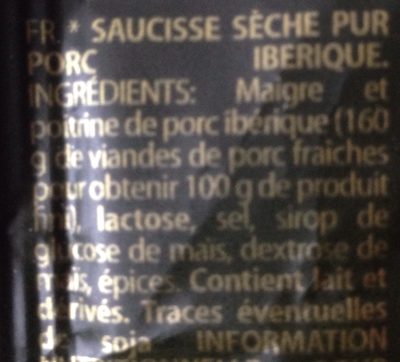 FR * SAUCISSE SÈCHE PUR
PORC IBERIQUE.
INGRÉDIENTS: Maigre et
poitrine de porc ibérique (160
g de viandes de porc fraîches
pour obtenir 100 g de produit
fini), lactose, sel, sirop de
glucose de maïs, dextrose de
maïs, épices. Contient lait et
dérivés. Traces éventuelles
de soja INFORMATION